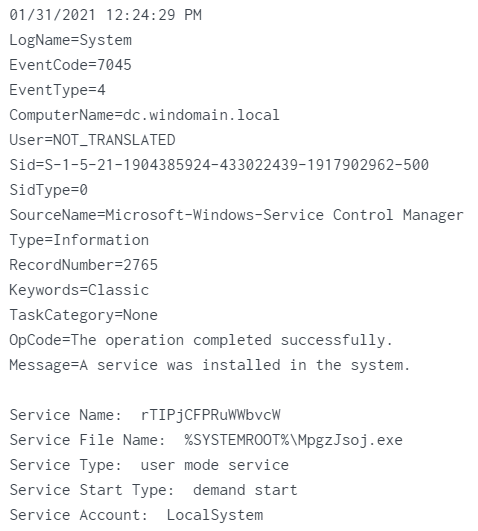 01/31/2021 12:24:29 PM
LogName=System
EventCode=7045
EventType=4
ComputerName=dc.windomain.local
User=NOT_TRANSLATED
Sid=S-1-5-21-1904385924-433022439-1917902962-500
SidType=0
SourceName=Microsoft-Windows-Service Control Manager
Type=Information
RecordNumber=2765
Keywords=Classic
TaskCategory=None
OpCode=The operation completed successfully.
Message=A service was installed in the system.

Service Name:  rTIPjCFPRuWWbvcW
Service File Name:  %SYSTEMROOT%\MpgzJsoj.exe
Service Type:  user mode service
Service Start Type:  demand start
Service Account:  LocalSystem